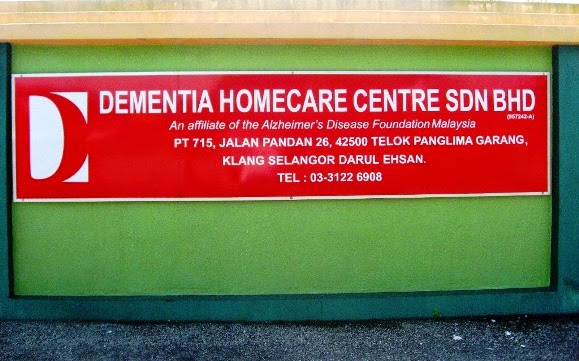 DEMENTIA HOMECARE CENTRE SDN BHD
(957242-A)
An affiliate of the Alzheimer's Disease Foundation Malaysia
PT 715, JALAN PANDAN 26, 42500 TELOK PANGLIMA GARANG,
KLANG SELANGOR DARUL EHSAN.
TEL : 03-3122 6908